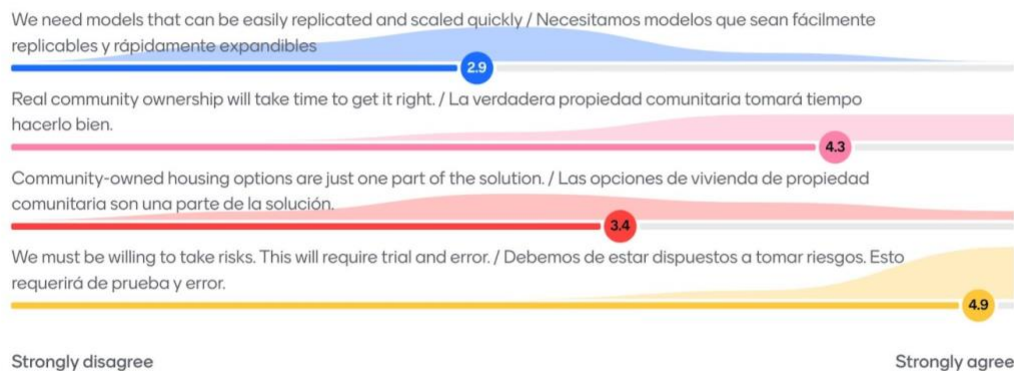 We need models that can be easily replicated and scaled quickly / Necesitamos modelos que sean fácilmente
replicables y rápidamente expandibles
2.9
Real community ownership will take time to get it right. / La verdadera propiedad comunitaria tomará tiempo
hacerlo bien.
4.3
Community-owned housing options are just one part of the solution. / Las opciones de vivienda de propiedad
comunitaria son una parte de la solución.
3.4
We must be willing to take risks. This will require trial and error. / Debemos de estar dispuestos a tomar riesgos. Esto
requerirá de prueba y error.
4.9
Strongly disagree
Strongly agree